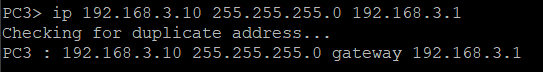 PC3> ip 192.168.3.10 255.255.255.0 192.168.3.1
Checking for duplicate address...
PC3 : 192.168.3.10 255.255.255.0 gateway 192.168.3.1